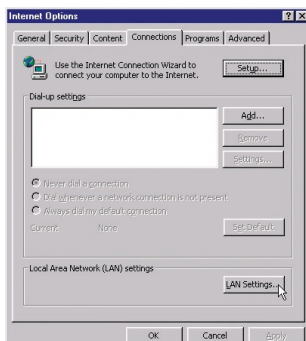 Internet Options
General Security Content Connections Programs Advanced
Use the Internet Connection Wizard to
connect your computer to the Internet.
Setup...
Dial-up settings
Add...
Remove
Settings...
Never dial a connection
Dial whenever a network connection is not present
Always dial my default connection
Current: None
Set Default
Local Area Network (LAN) settings
LAN Settings...
OK Cancel Apply